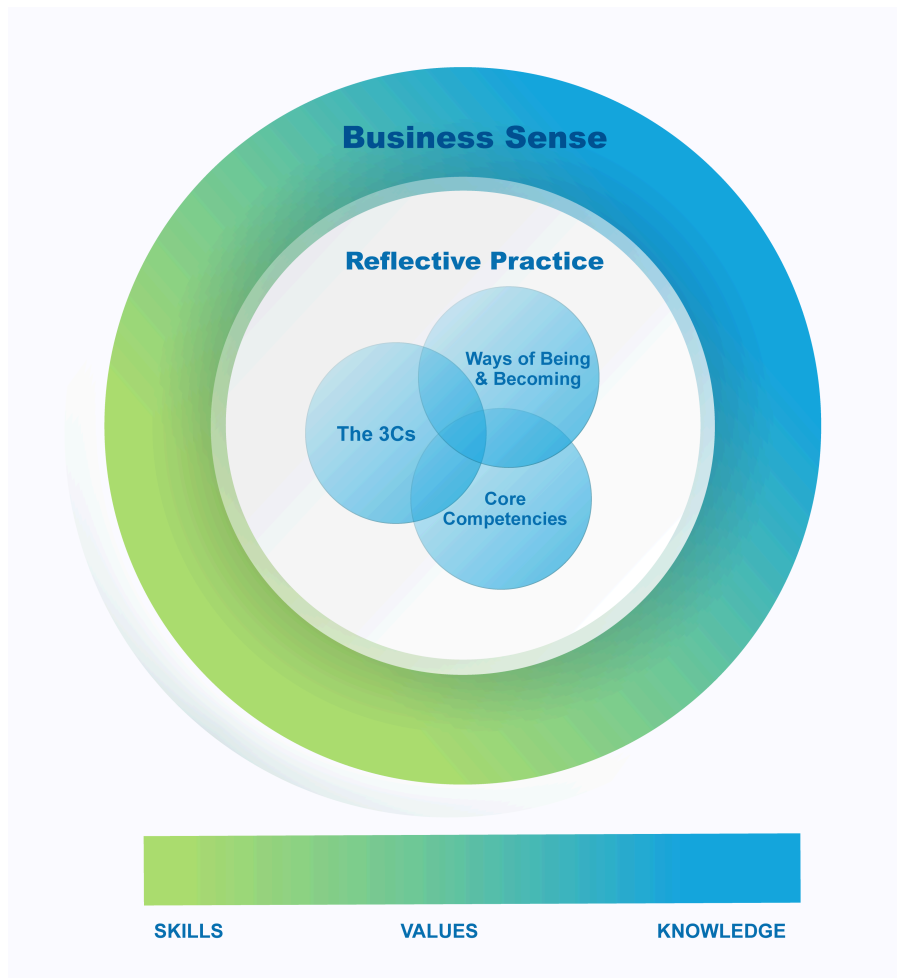 Business Sense
Reflective Practice
Ways of Being
& Becoming
The 3Cs
Core
Competencies
SKILLS
VALUES
KNOWLEDGE